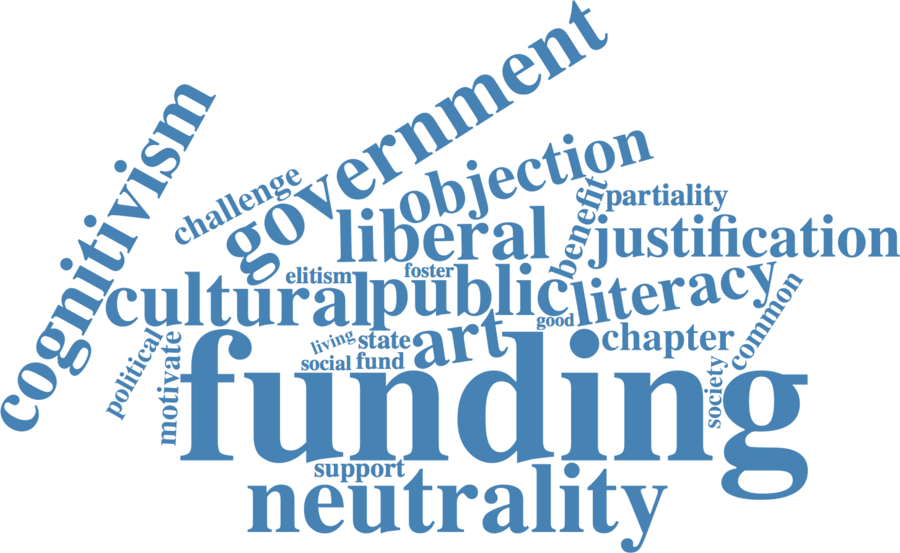 government
cognitivism
objection
challenge
partiality
benefit
liberal
justification
elitism
foster
cultural
public
literacy
good
common
living
state
art
chapter
political
motivate
social
fund
society
funding
support
neutrality